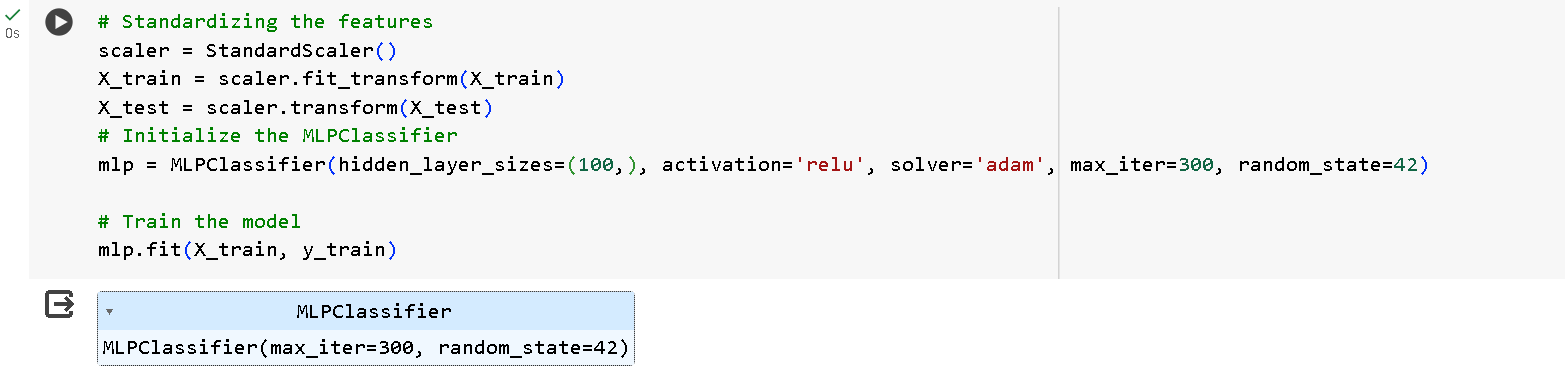 0s
# Standardizing the features
scaler = StandardScaler()
X_train = scaler.fit_transform(X_train)
X_test = scaler.transform(X_test)
# Initialize the MLPClassifier
mlp = MLPClassifier(hidden_layer_sizes=(100,), activation='relu', solver='adam', max_iter=300, random_state=42)
# Train the model
mlp.fit(X_train, y_train)
MLPClassifier
MLPClassifier(max_iter=300, random_state=42)